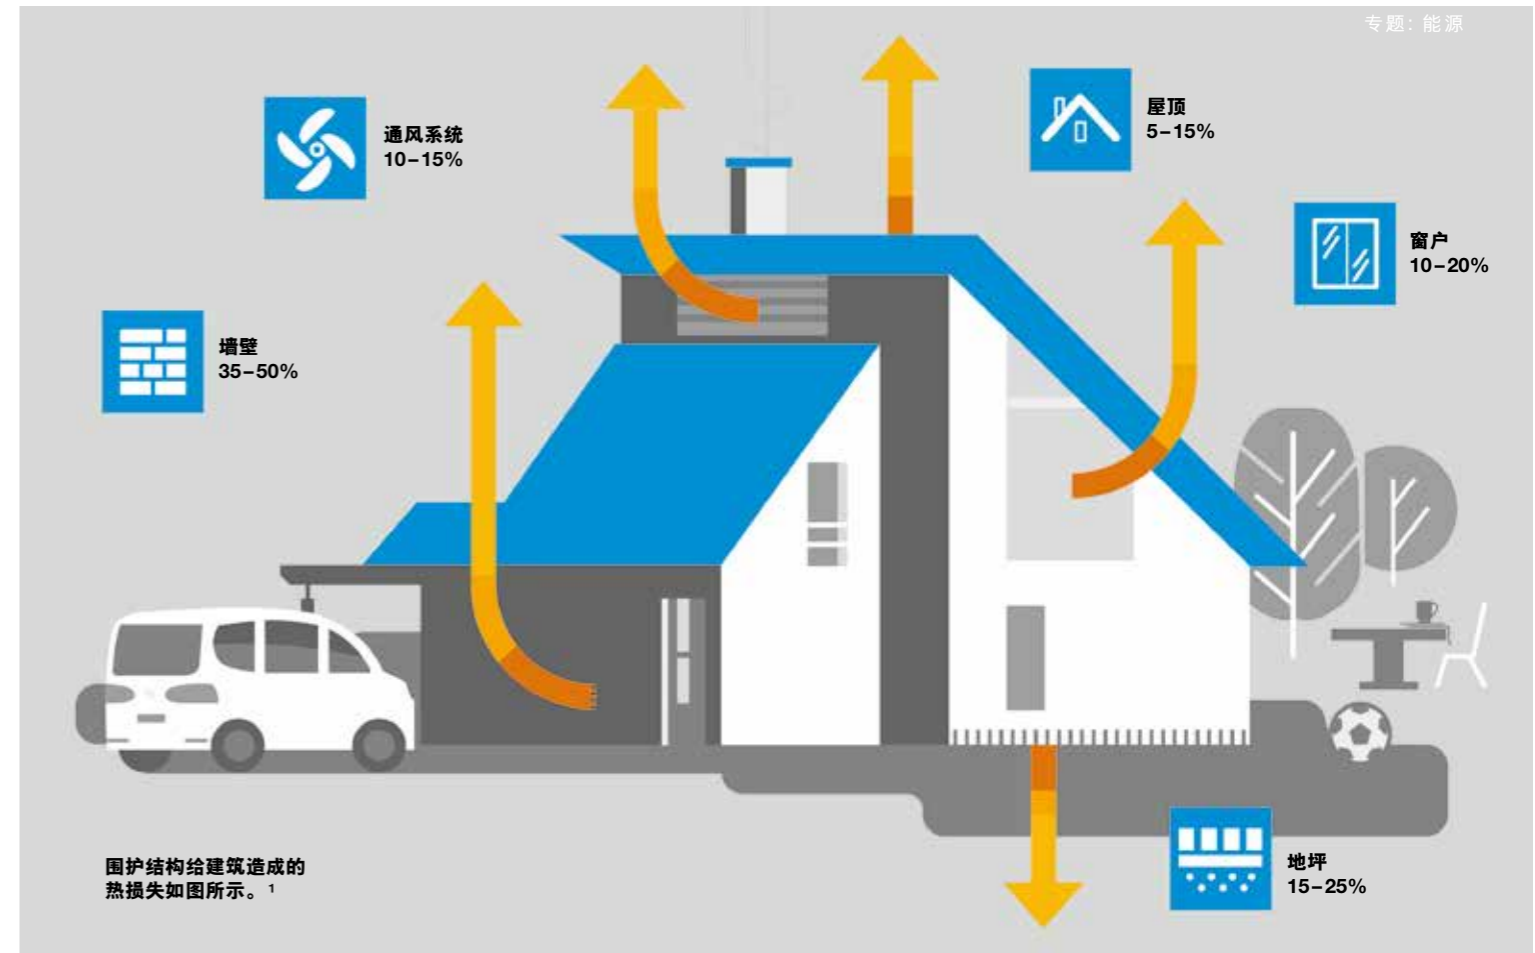 专题：能源
通风系统
10–15%
屋顶
5–15%
窗户
10–20%
墙壁
35–50%
地坪
15–25%
围护结构给建筑造成的
热损失如图所示。¹